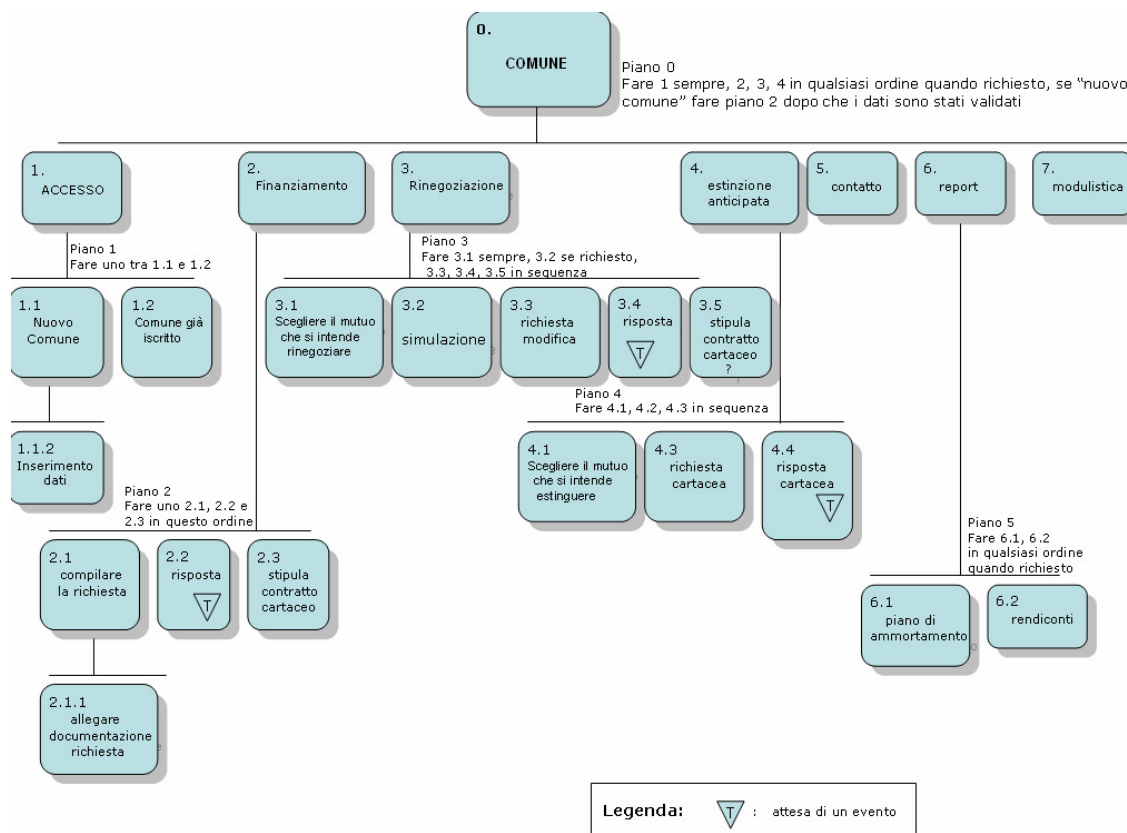 0.
COMUNE
Piano 0
Fare 1 sempre, 2, 3, 4 in qualsiasi ordine quando richiesto, se “nuovo
comune” fare piano 2 dopo che i dati sono stati validati
1.
ACCESSO
2.
Finanziamento
3.
Rinegoziazione
4.
estinzione
anticipata
5.
contatto
6.
report
7.
modulistica
Piano 1
Fare uno tra 1.1 e 1.2
Piano 3
Fare 3.1 sempre, 3.2 se richiesto,
3.3, 3.4, 3.5 in sequenza
1.1
Nuovo
Comune
1.2
Comune già
iscritto
3.1
Scegliere il mutuo
che si intende
rinegoziare
3.2
simulazione
3.3
richiesta
modifica
3.4
risposta
T
3.5
stipula
contratto
cartaceo
?
Piano 4
Fare 4.1, 4.2, 4.3 in sequenza
1.1.2
Inserimento
dati
4.1
Scegliere il mutuo
che si intende
estinguere
4.3
richiesta
cartacea
4.4
risposta
cartacea
T
Piano 2
Fare uno 2.1, 2.2 e
2.3 in questo ordine
2.1
compilare
la richiesta
2.2
risposta
T
2.3
stipula
contratto
cartaceo
Piano 5
Fare 6.1, 6.2
in qualsiasi ordine
quando richiesto
6.1
piano di
ammortamento
6.2
rendiconti
2.1.1
allegare
documentazione
richiesta
Legenda:
T : attesa di un evento